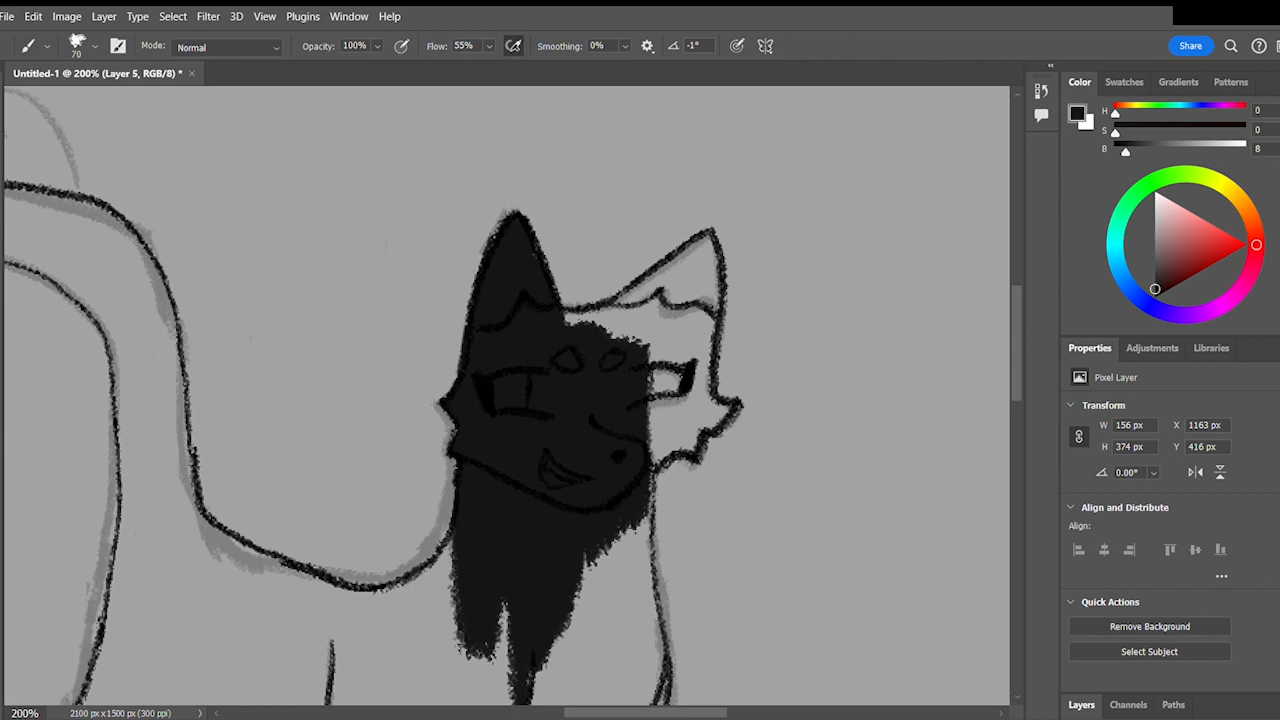 File Edit Image Layer Type Select Filter 3D View Plugins Window Help
70 Mode: Normal Opacity: 100% Flow: 55% Smoothing: 0% -1° Share
Untitled-1 @ 200% (Layer 5, RGB/8) * ×
Color Swatches Gradients Patterns
H 0
S 0
B 8
Properties Adjustments Libraries
Pixel Layer
Transform
W 156 px X 1163 px
H 374 px Y 416 px
0.00°
Align and Distribute
Align:
Quick Actions
Remove Background
Select Subject
Layers Channels Paths
200% 2100 px x 1500 px (300 ppi)